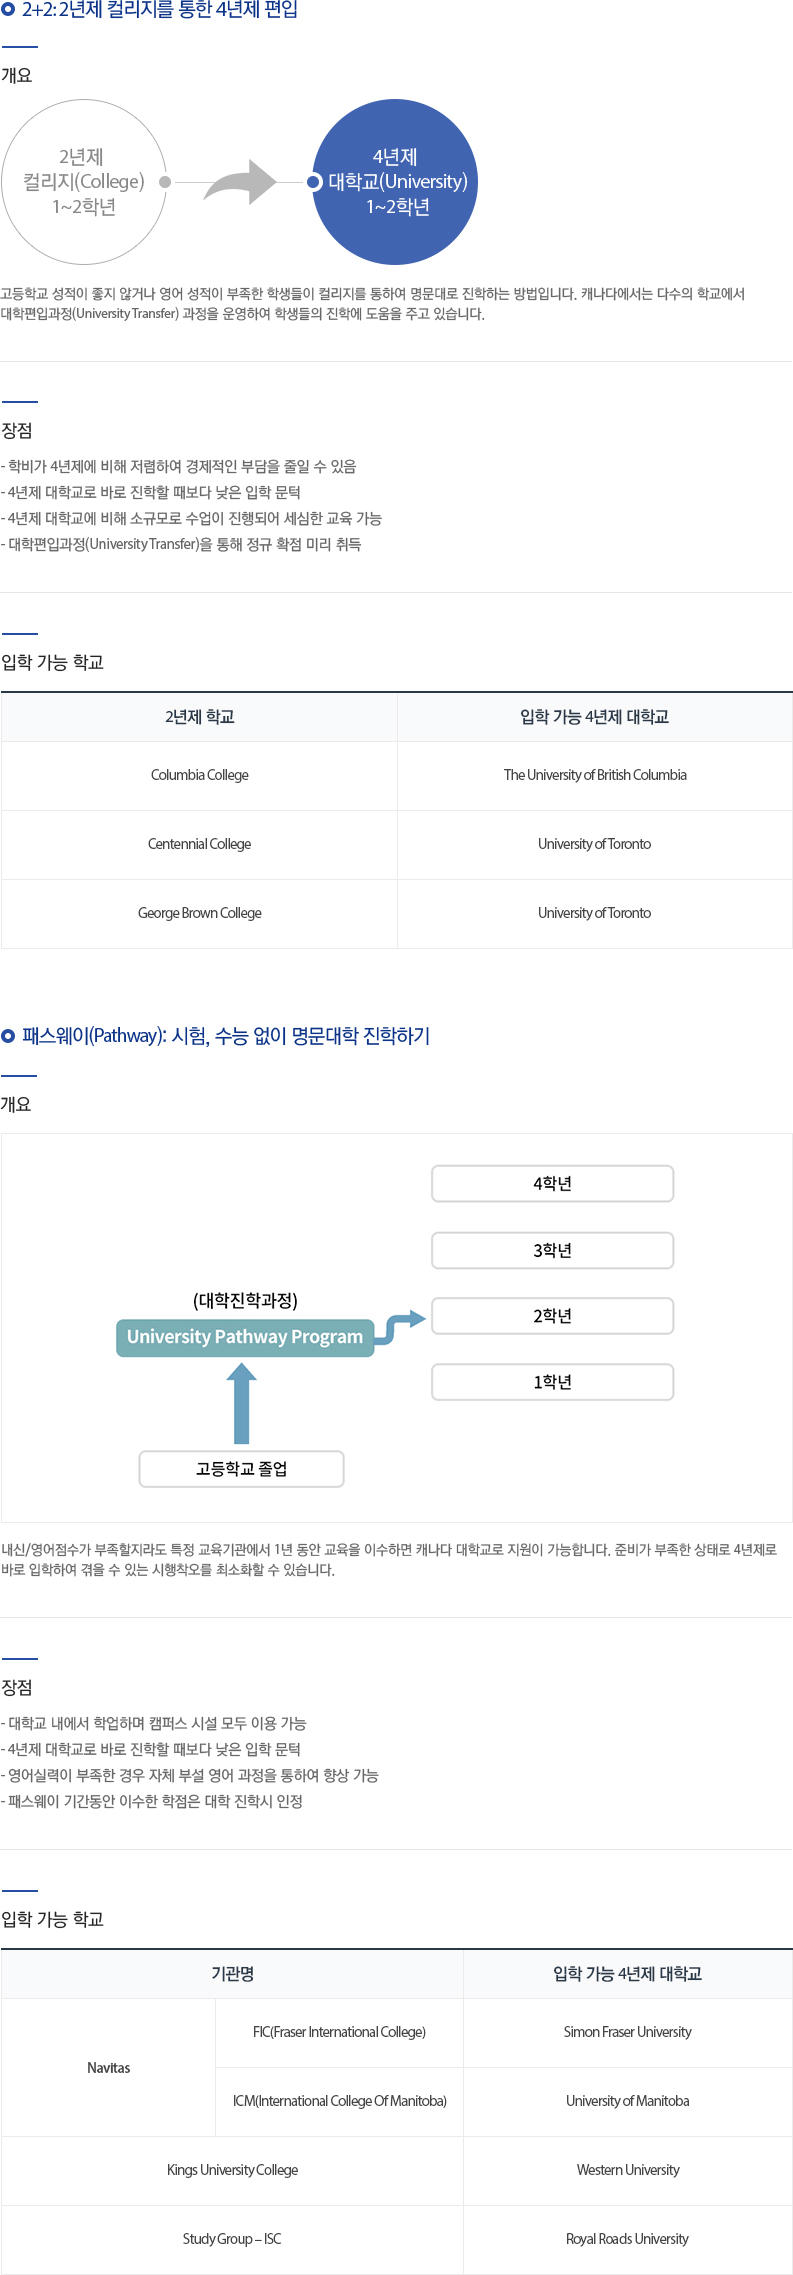 2+2: 2년제 컬리지를 통한 4년제 편입
개요
2년제
컬리지(College)
1~2학년
4년제
대학교(University)
1~2학년
고등학교 성적이 좋지 않거나 영어 성적이 부족한 학생들이 컬리지를 통하여 명문대로 진학하는 방법입니다. 캐나다에서는 다수의 학교에서
대학편입과정(University Transfer) 과정을 운영하여 학생들의 진학에 도움을 주고 있습니다.
장점
- 학비가 4년제에 비해 저렴하여 경제적인 부담을 줄일 수 있음
- 4년제 대학교로 바로 진학할 때보다 낮은 입학 문턱
- 4년제 대학교에 비해 소규모로 수업이 진행되어 세심한 교육 가능
- 대학편입과정(University Transfer)을 통해 정규 확점 미리 취득
입학 가능 학교
2년제 학교
입학 가능 4년제 대학교
Columbia College
The University of British Columbia
Centennial College
University of Toronto
George Brown College
University of Toronto
패스웨이(Pathway): 시험, 수능 없이 명문대학 진학하기
개요
4학년
3학년
(대학진학과정)
2학년
University Pathway Program
1학년
고등학교 졸업
내신/영어점수가 부족할지라도 특정 교육기관에서 1년 동안 교육을 이수하면 캐나다 대학교로 지원이 가능합니다. 준비가 부족한 상태로 4년제로
바로 입학하여 겪을 수 있는 시행착오를 최소화할 수 있습니다.
장점
- 대학교 내에서 학업하며 캠퍼스 시설 모두 이용 가능
- 4년제 대학교로 바로 진학할 때보다 낮은 입학 문턱
- 영어실력이 부족한 경우 자체 부설 영어 과정을 통하여 향상 가능
- 패스웨이 기간동안 이수한 학점은 대학 진학시 인정
입학 가능 학교
기관명
입학 가능 4년제 대학교
Navitas
FIC(Fraser International College)
Simon Fraser University
ICM(International College Of Manitoba)
University of Manitoba
Kings University College
Western University
Study Group – ISC
Royal Roads University